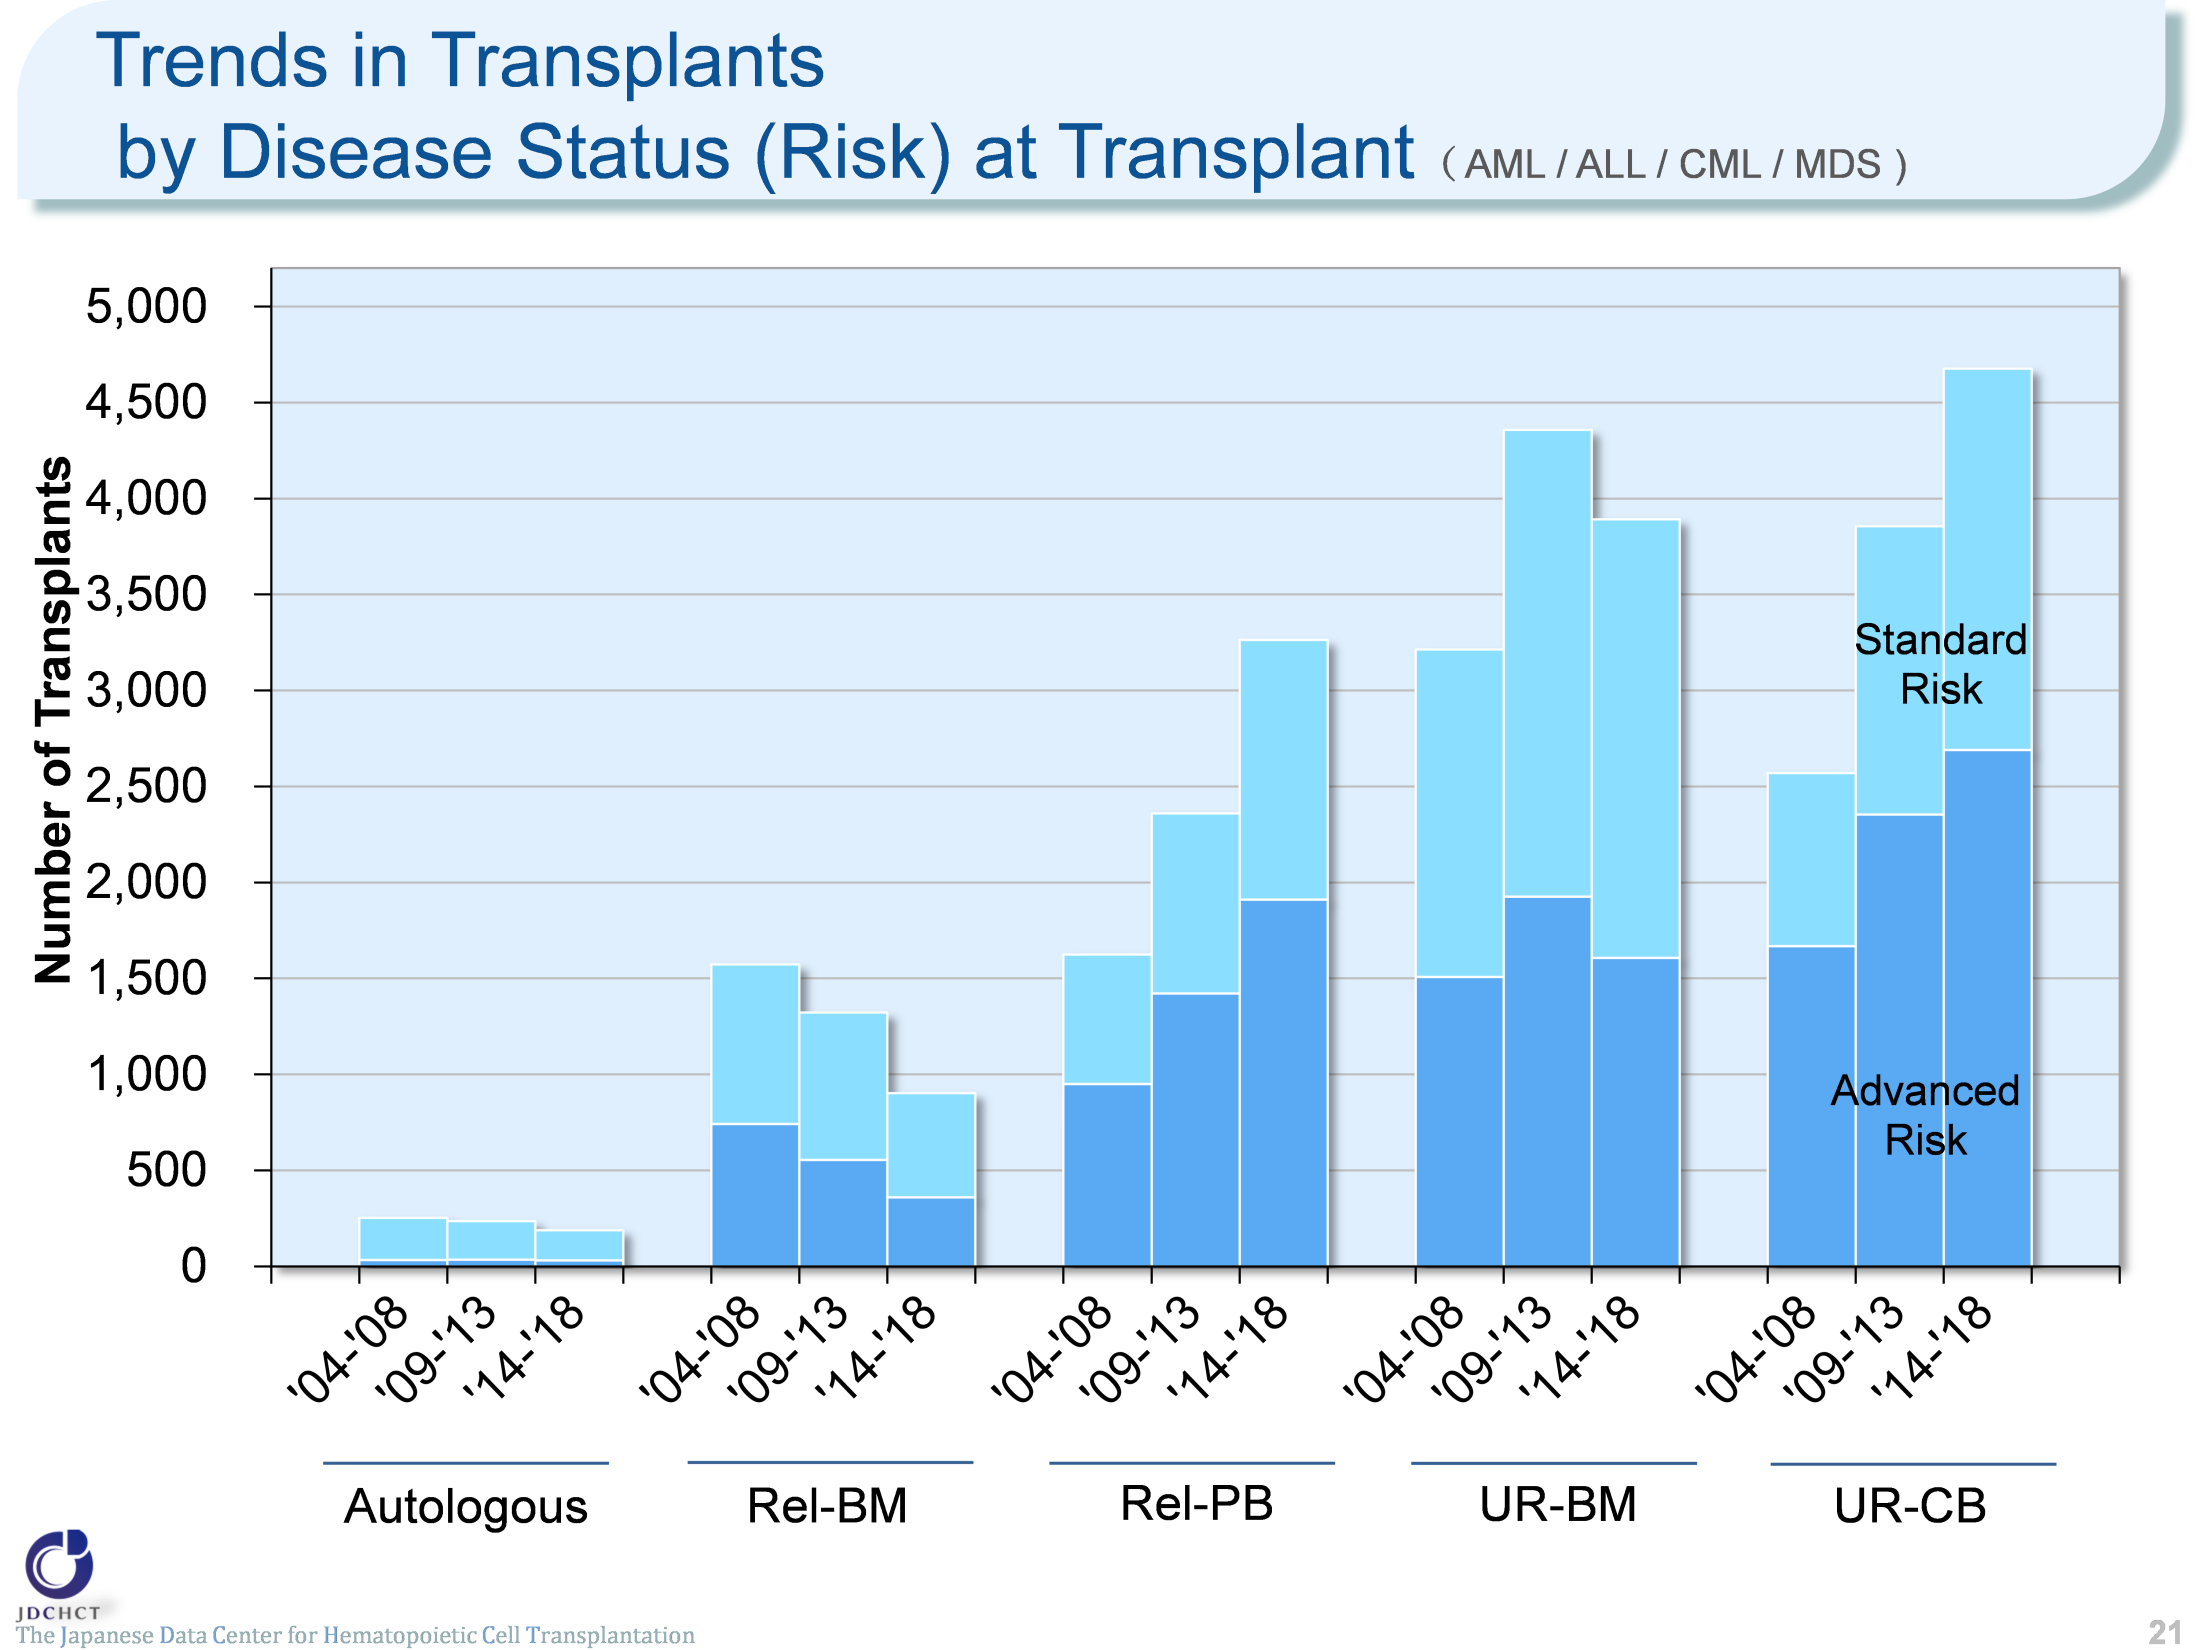 Trends in Transplants
by Disease Status (Risk) at Transplant （ AML / ALL / CML / MDS )
Number of Transplants
5,000
4,500
4,000
3,500
3,000
2,500
2,000
1,500
1,000
500
0
Standard
Risk
Advanced
Risk
'04-'08 '09-'13 '14-'18 '04-'08 '09-'13 '14-'18 '04-'08 '09-'13 '14-'18 '04-'08 '09-'13 '14-'18 '04-'08 '09-'13 '14-'18
Autologous Rel-BM Rel-PB UR-BM UR-CB
JDCHCT
The Japanese Data Center for Hematopoietic Cell Transplantation
21